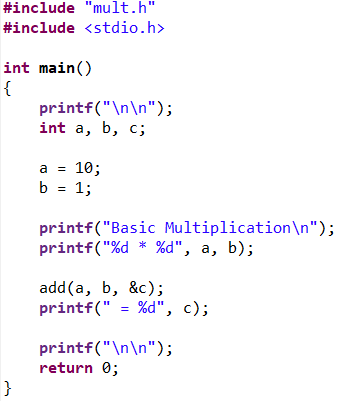 #include "mult.h"
#include <stdio.h>

int main()
{
    printf("\n\n");
    int a, b, c;

    a = 10;
    b = 1;

    printf("Basic Multiplication\n");
    printf("%d * %d", a, b);

    add(a, b, &c);
    printf(" = %d", c);

    printf("\n\n");
    return 0;
}